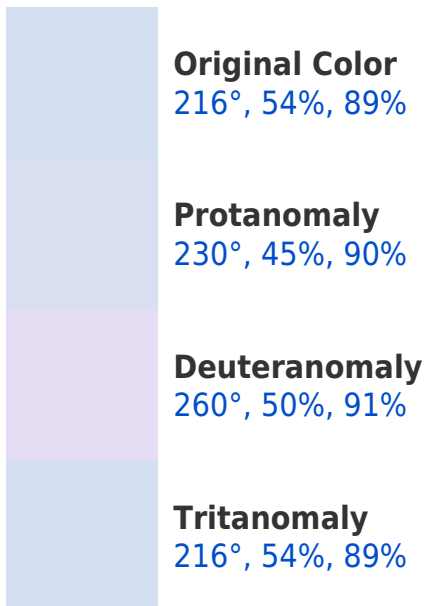 Original Color
216°, 54%, 89%
Protanomaly
230°, 45%, 90%
Deuteranomaly
260°, 50%, 91%
Tritanomaly
216°, 54%, 89%